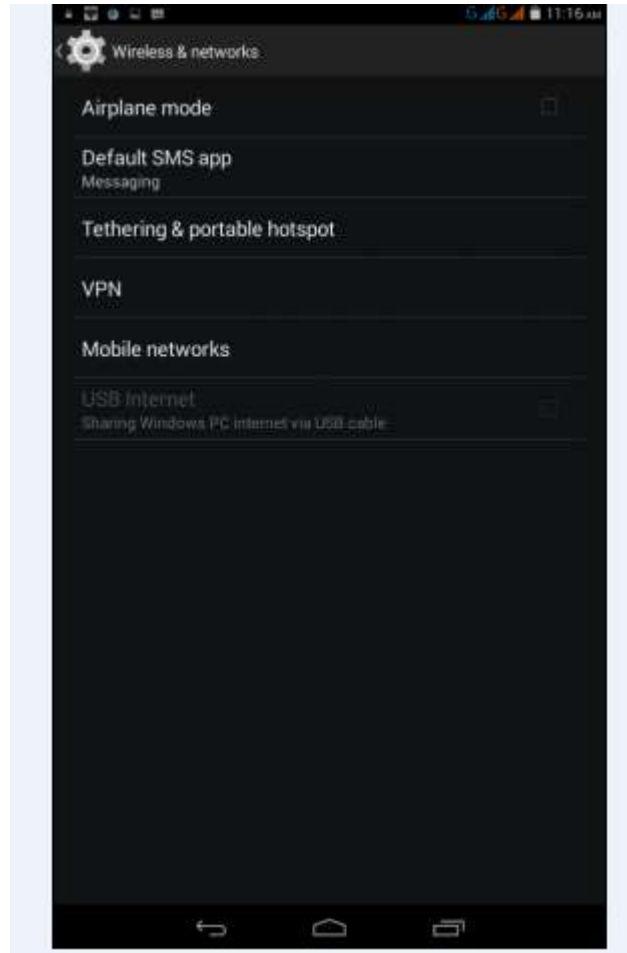 G G 11:16 AM
Wireless & networks
Airplane mode
Default SMS app
Messaging
Tethering & portable hotspot
VPN
Mobile networks
USB Internet
Sharing Windows PC internet via USB cable